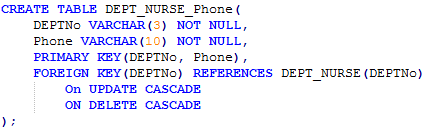 CREATE TABLE DEPT_NURSE_Phone(
DEPTNo VARCHAR(3) NOT NULL,
Phone VARCHAR(10) NOT NULL,
PRIMARY KEY(DEPTNo, Phone),
FOREIGN KEY(DEPTNo) REFERENCES DEPT_NURSE(DEPTNo)
On UPDATE CASCADE
ON DELETE CASCADE
);